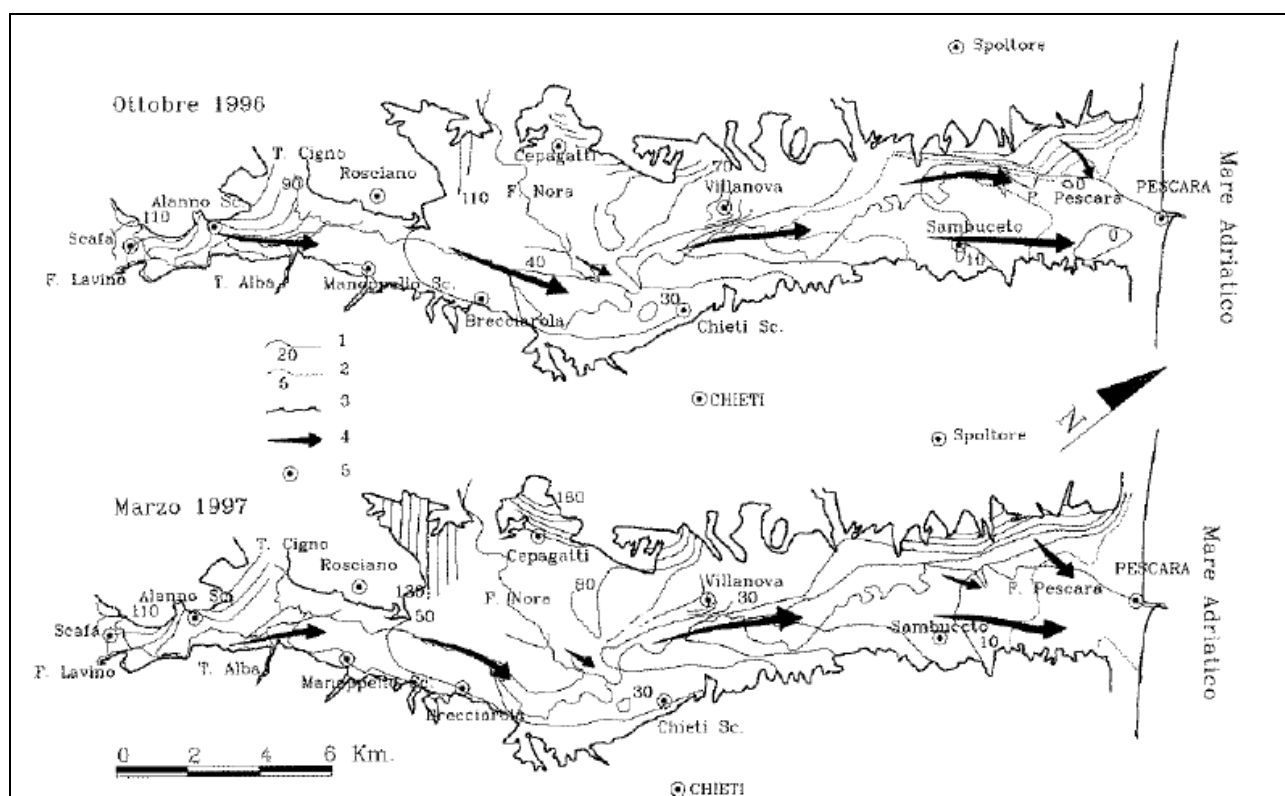 Spoltore
Ottobre 1996
T. Cigno
Rosciano
Cepagatti
F. Nora
70
Villanova
90
110
Alanno Sc.
110
Scafa
F. Lavino
T. Alba
Manoppello Sc.
40
Brecciarola
30
Chieti Sc.
Sambuceto
10
0
Pescara
PESCARA
Mare Adriatico
CHIETI
20
1
5
2
3
4
5
N
Spoltore
Marzo 1997
T. Cigno
Rosciano
160
Cepagatti
F. Nora
80
Villanova
30
130
50
Alanno Sc.
110
Scafa
F. Lavino
T. Alba
Manoppello Sc.
Brecciarola
30
Chieti Sc.
Sambuceto
10
F. Pescara
PESCARA
Mare Adriatico
0 2 4 6 Km.
CHIETI